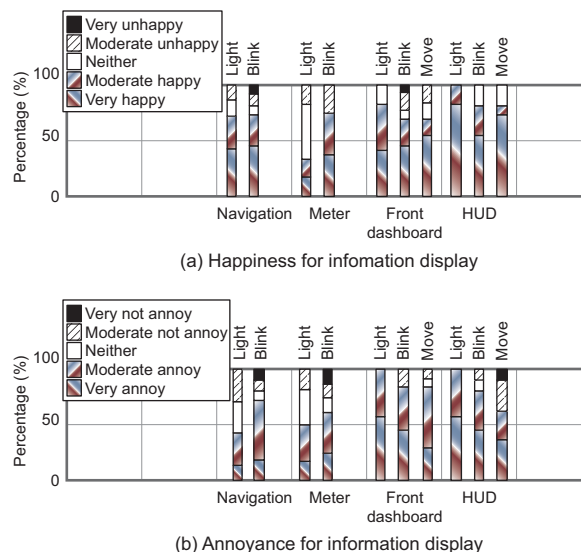 Very unhappy
Moderate unhappy
Neither
Moderate happy
Very happy
Light
Blink
Light
Blink
Light
Blink
Move
Light
Blink
Move
Percentage (%)
100
50
0
Navigation
Meter
Front
dashboard
HUD
(a) Happiness for infomation display
Very not annoy
Moderate not annoy
Neither
Moderate annoy
Very annoy
Light
Blink
Light
Blink
Light
Blink
Move
Light
Blink
Move
Percentage (%)
100
50
0
Navigation
Meter
Front
dashboard
HUD
(b) Annoyance for information display